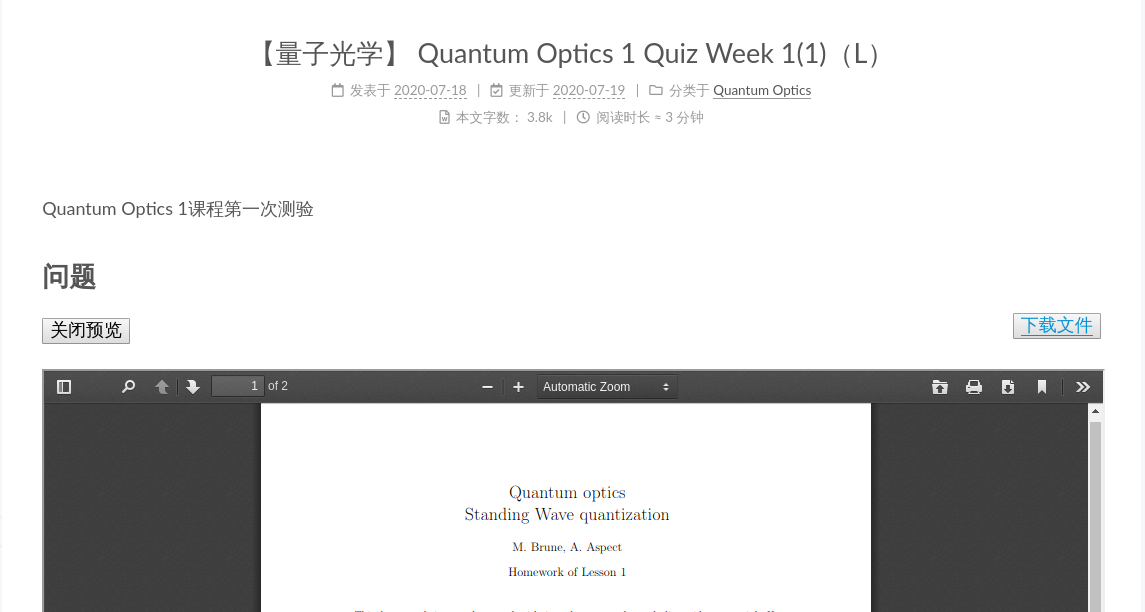 【量子光学】 Quantum Optics 1 Quiz Week 1(1)（L）
发表于 2020-07-18 | 更新于 2020-07-19 | 分类于 Quantum Optics
本文字数： 3.8k | 阅读时长 ≈ 3 分钟
Quantum Optics 1课程第一次测验
问题
关闭预览
下载文件
1 of 2
Automatic Zoom
Quantum optics
Standing Wave quantization
M. Brune, A. Aspect
Homework of Lesson 1